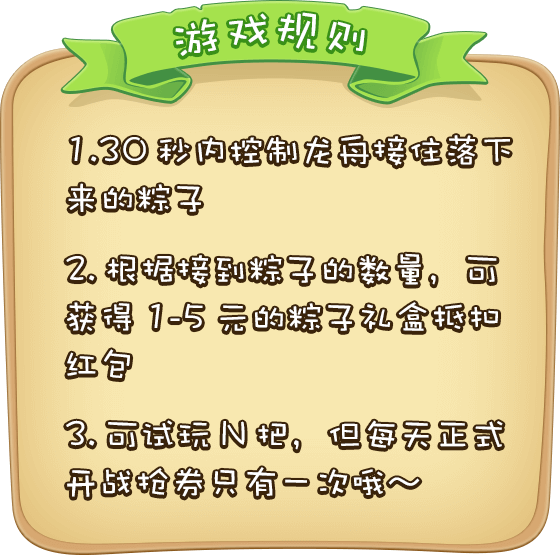 游戏规则
1.30 秒内控制龙舟接住落下
来的粽子
2. 根据接到粽子的数量，可
获得 1-5 元的粽子礼盒抵扣
红包
3. 可试玩 N 把，但每天正式
开战抢券只有一次哦～